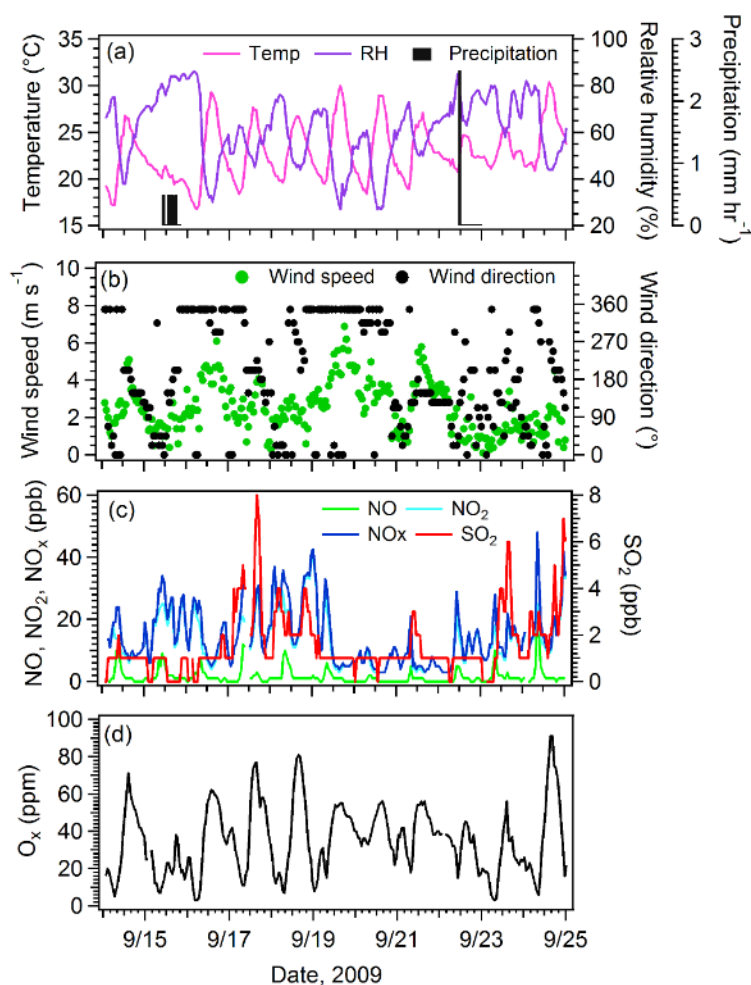 (a) Temp RH Precipitation
35
30
25
20
15
Temperature (°C)
100
80
60
40
20
Relative humidity (%)
3
2
1
0
Precipitation (mm hr⁻¹)
(b) Wind speed Wind direction
10
8
6
4
2
0
Wind speed (m s⁻¹)
360
270
180
90
0
Wind direction (°)
(c) NO NO₂
NOx SO₂
60
40
20
0
NO, NO₂, NOₓ (ppb)
8
6
4
2
0
SO₂ (ppb)
(d)
100
80
60
40
20
0
Oₓ (ppm)
9/15 9/17 9/19 9/21 9/23 9/25
Date, 2009